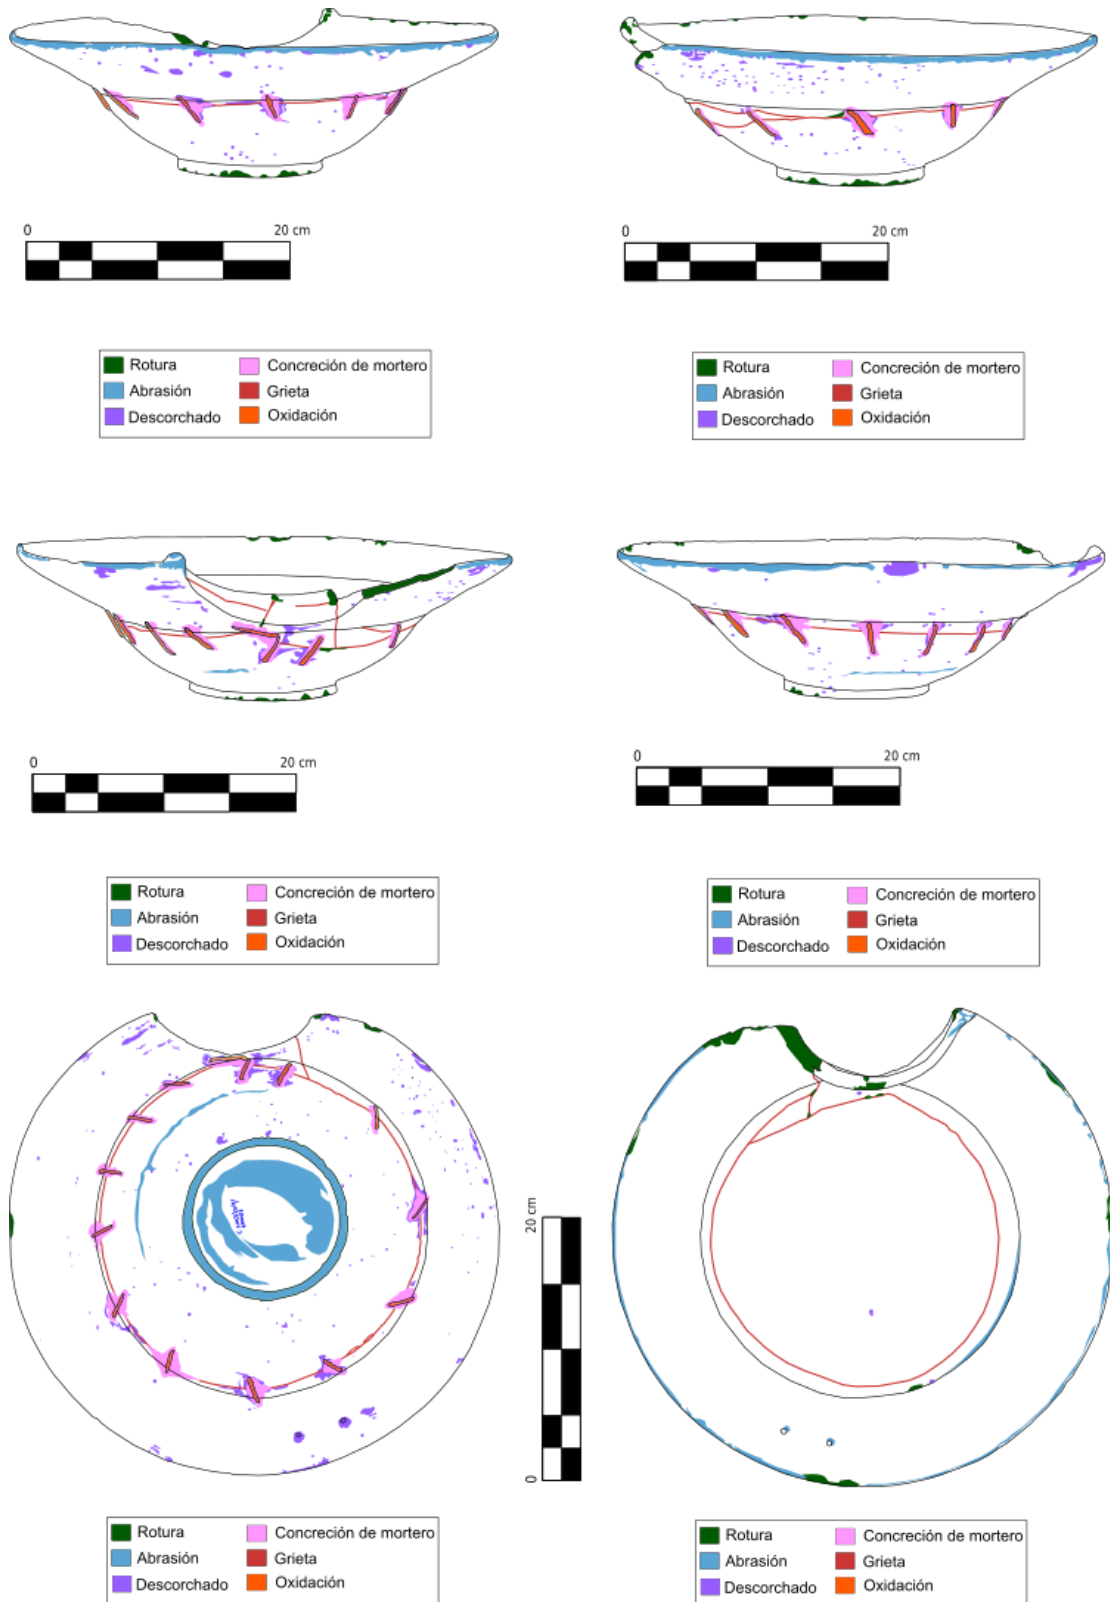 0 20 cm
0 20 cm
Rotura Concreción de mortero
Abrasión Grieta
Descorchado Oxidación
Rotura Concreción de mortero
Abrasión Grieta
Descorchado Oxidación
0 20 cm
0 20 cm
Rotura Concreción de mortero
Abrasión Grieta
Descorchado Oxidación
Rotura Concreción de mortero
Abrasión Grieta
Descorchado Oxidación
20 cm
0
Rotura Concreción de mortero
Abrasión Grieta
Descorchado Oxidación
Rotura Concreción de mortero
Abrasión Grieta
Descorchado Oxidación